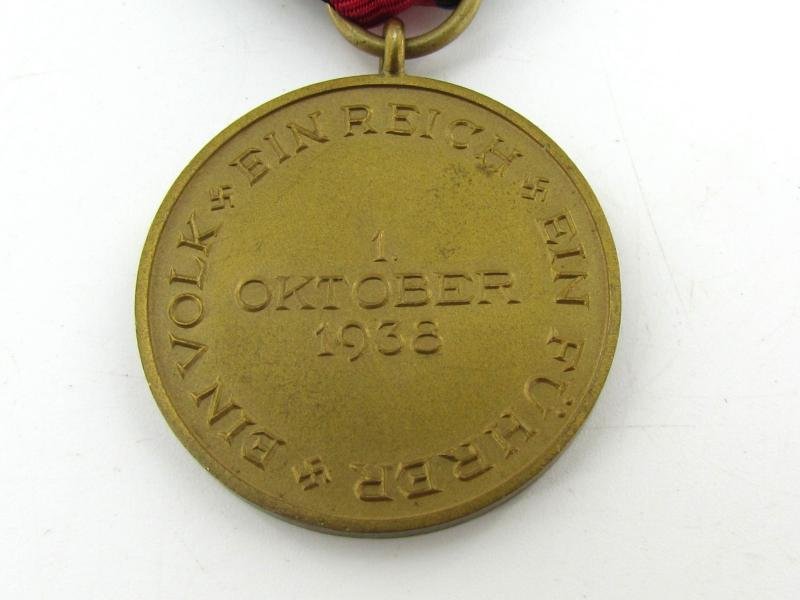 EIN VOLK EIN REICH EIN FÜHRER
1.
OKTOBER
1938